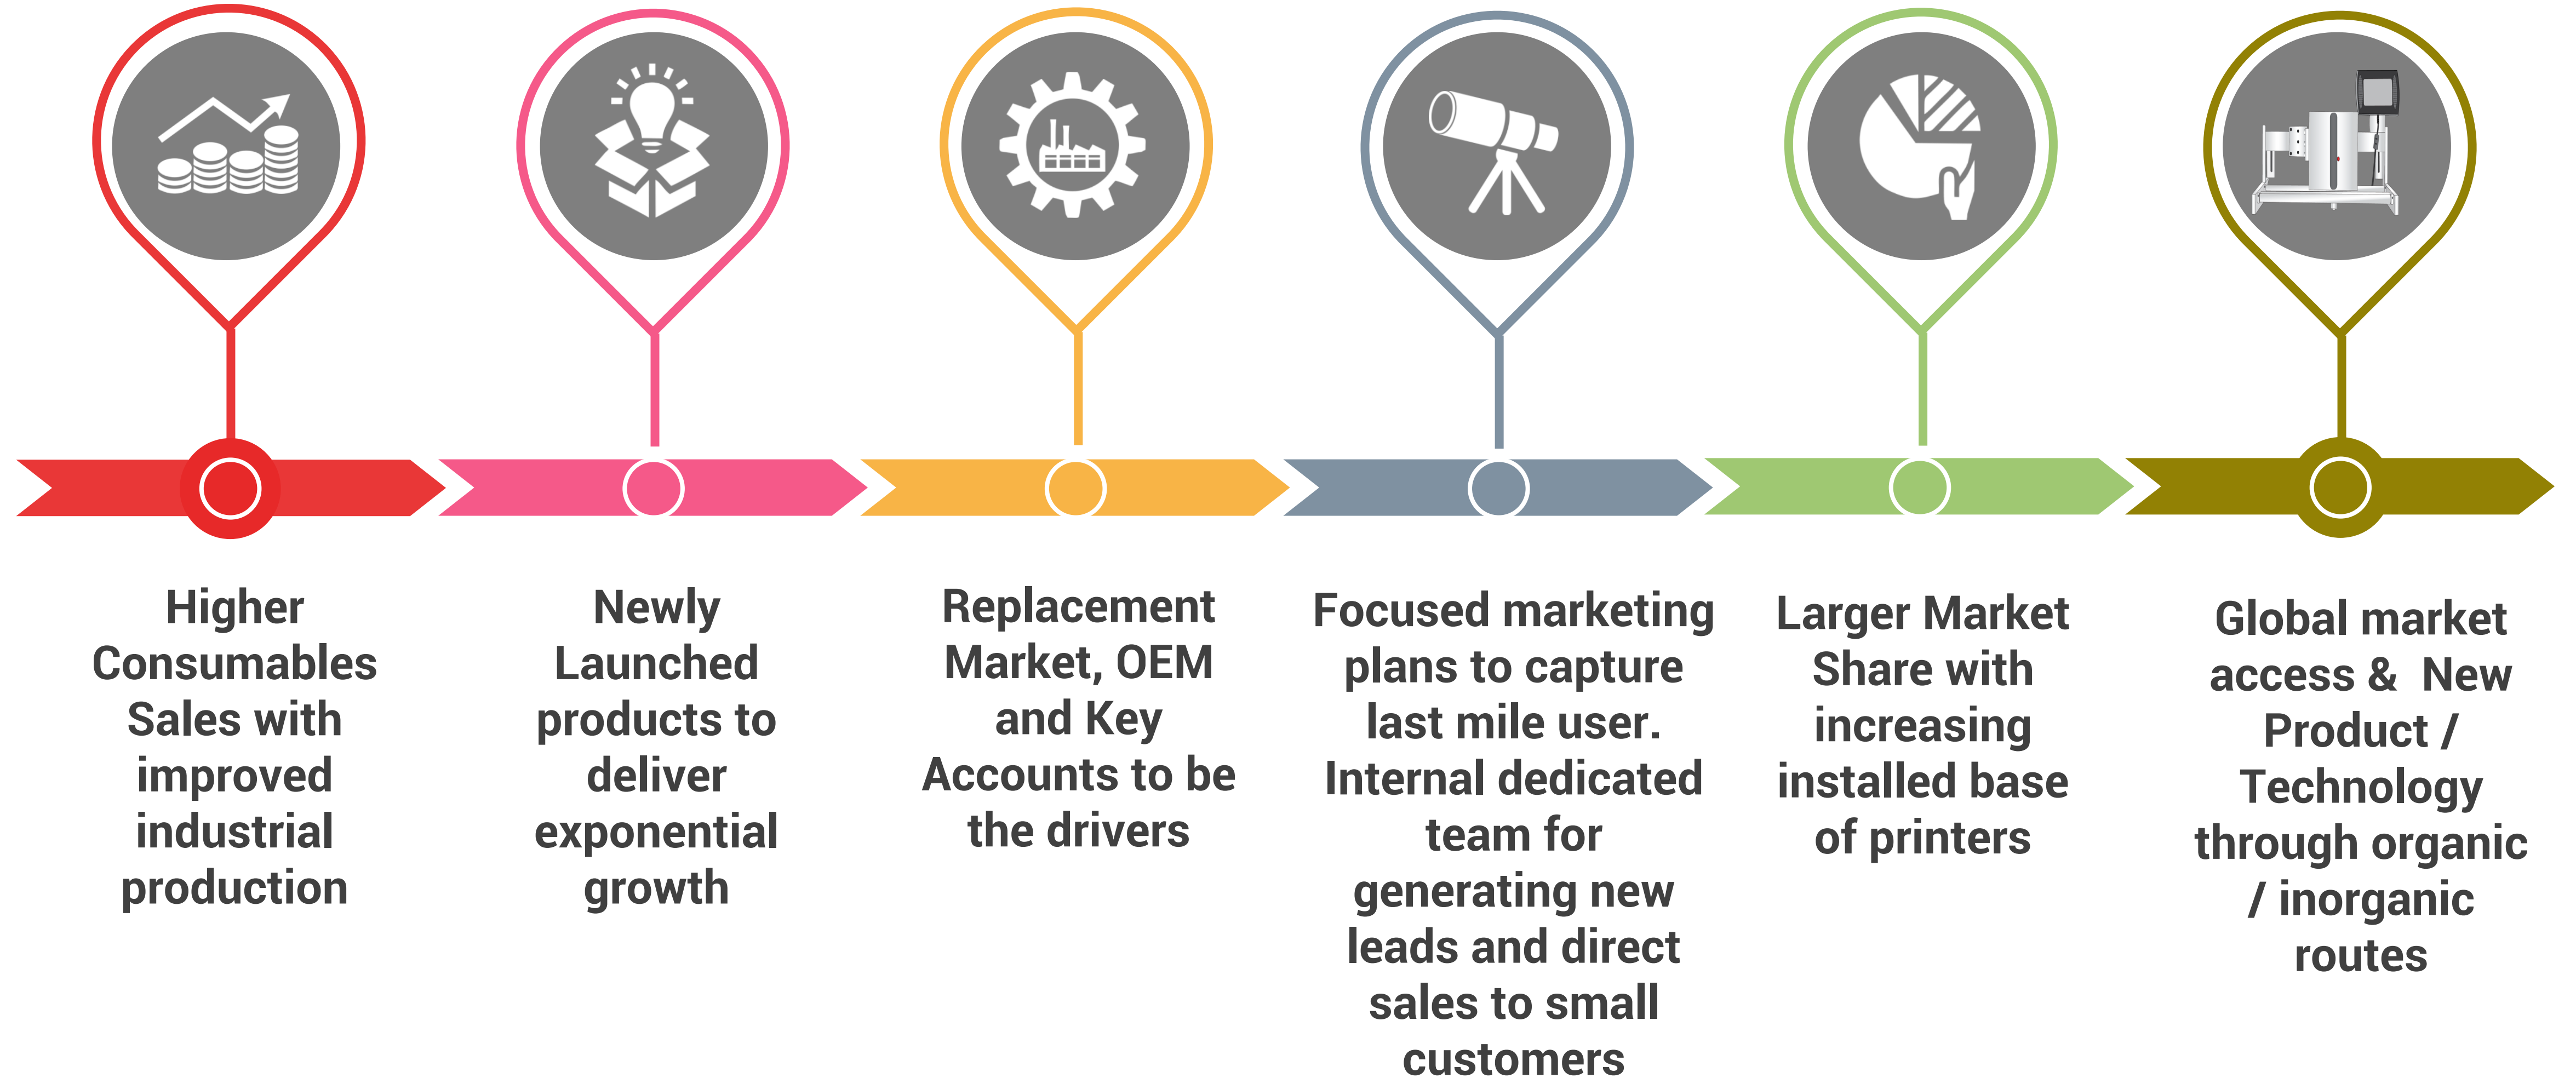 Higher
Consumables
Sales with
improved
industrial
production
Newly
Launched
products to
deliver
exponential
growth
Replacement
Market, OEM
and Key
Accounts to be
the drivers
Focused marketing
plans to capture
last mile user.
Internal dedicated
team for
generating new
leads and direct
sales to small
customers
Larger Market
Share with
increasing
installed base
of printers
Global market
access &  New
Product /
Technology
through organic
/ inorganic
routes